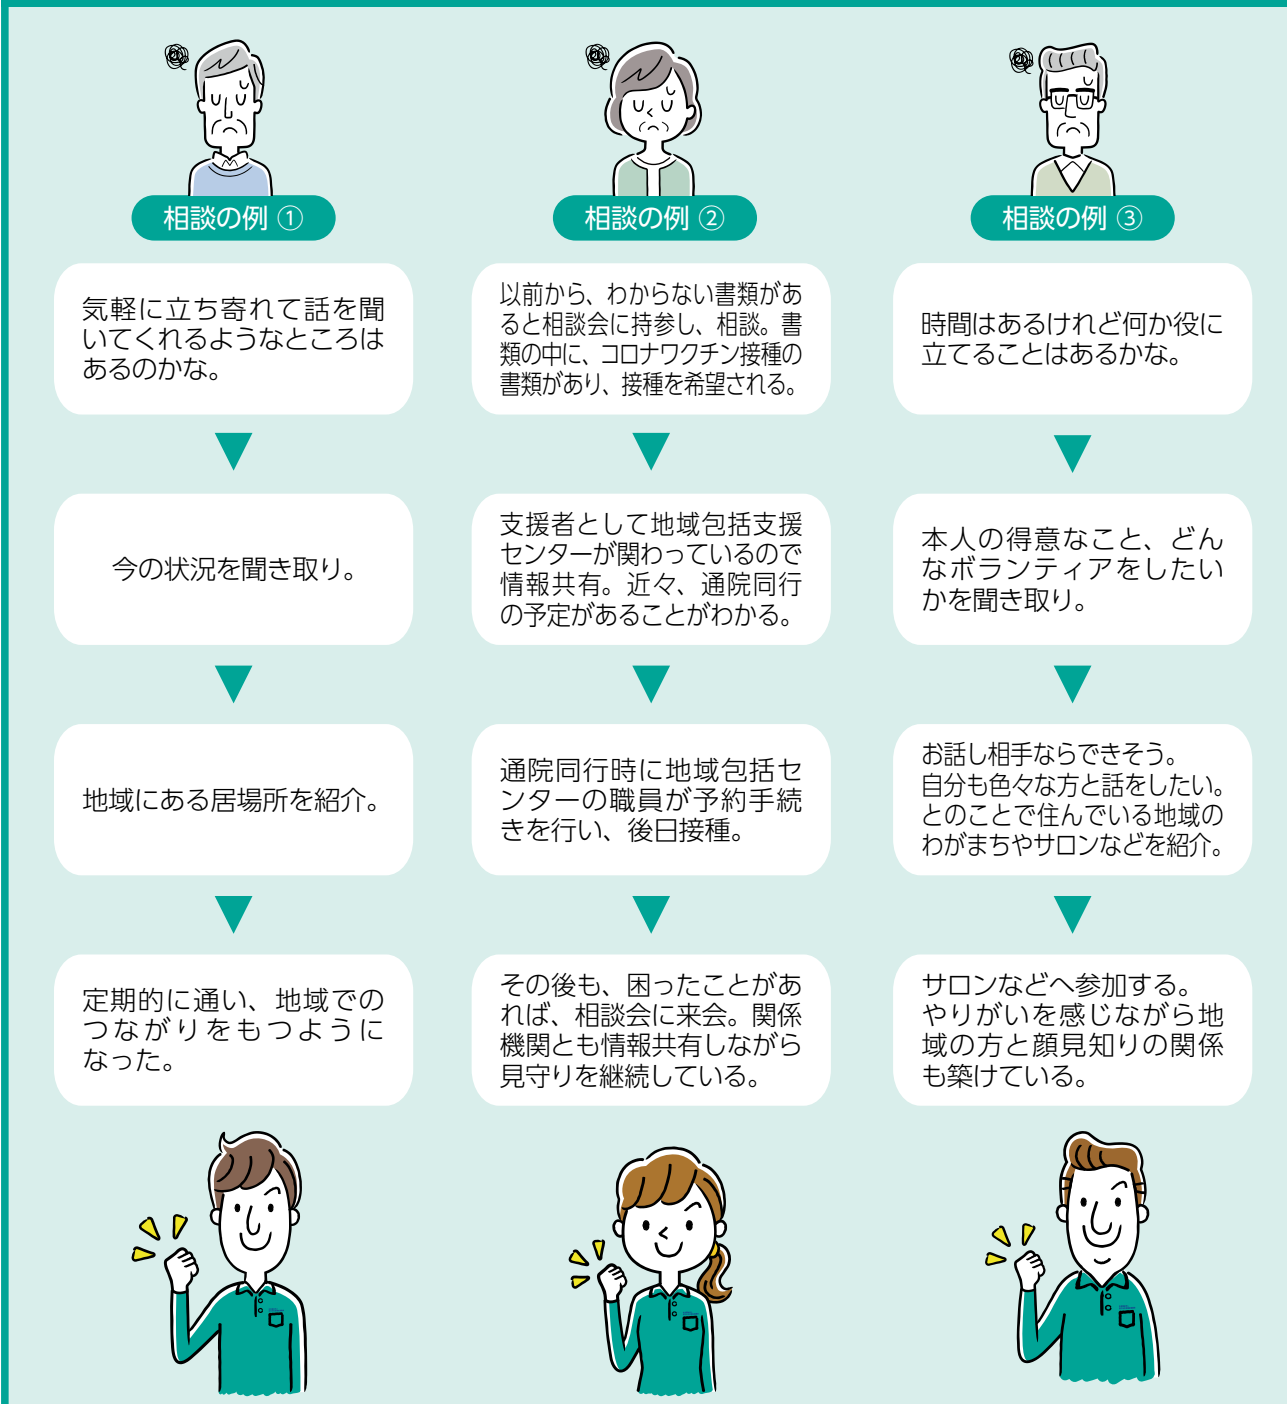 相談の例 ①
気軽に立ち寄れて話を聞
いてくれるようなところは
あるのかな。
今の状況を聞き取り。
地域にある居場所を紹介。
定期的に通い、地域での
つながりをもつように
なった。
相談の例 ②
以前から、わからない書類があ
ると相談会に持参し、相談。書
類の中に、コロナワクチン接種の
書類があり、接種を希望される。
支援者として地域包括支援
センターが関わっているので
情報共有。近々、通院同行
の予定があることがわかる。
通院同行時に地域包括セ
ンターの職員が予約手続
きを行い、後日接種。
その後も、困ったことがあ
れば、相談会に来会。関係
機関とも情報共有しながら
見守りを継続している。
相談の例 ③
時間はあるけれど何か役に
立てることはあるかな。
本人の得意なこと、どん
なボランティアをしたい
かを聞き取り。
お話し相手ならできそう。
自分も色々な方と話をしたい。
とのことで住んでいる地域の
わがまちやサロンなどを紹介。
サロンなどへ参加する。
やりがいを感じながら地
域の方と顔見知りの関係
も築けている。